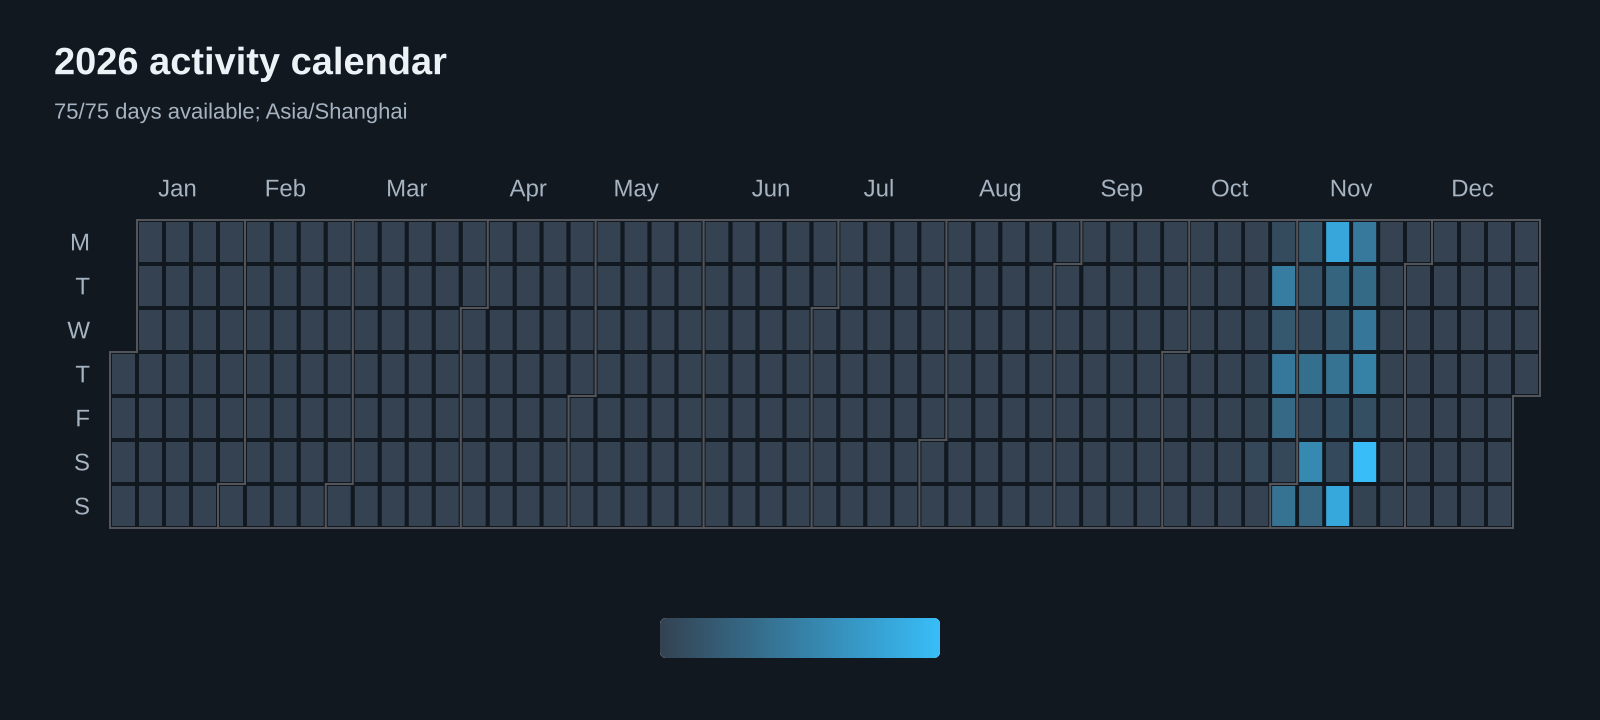 2026 activity calendar
75/75 days available; Asia/Shanghai
Jan Feb Mar Apr May Jun Jul Aug Sep Oct Nov Dec
M
T
W
T
F
S
S